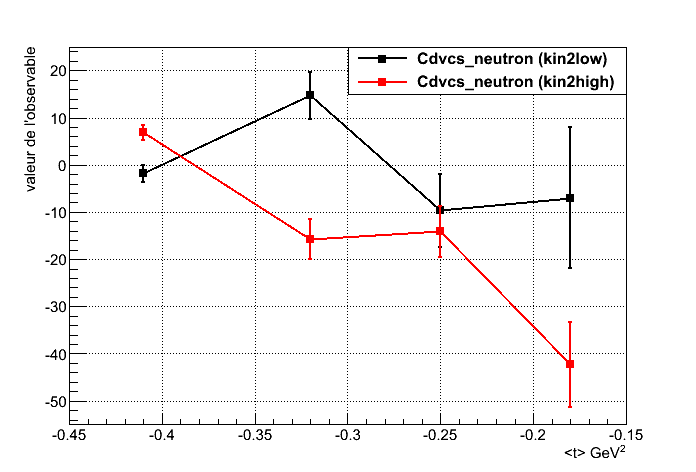 Cdvcs_neutron (kin2low)
Cdvcs_neutron (kin2high)
valeur de l'observable
20
10
0
-10
-20
-30
-40
-50
-0.45 -0.4 -0.35 -0.3 -0.25 -0.2 -0.15
<t> GeV²